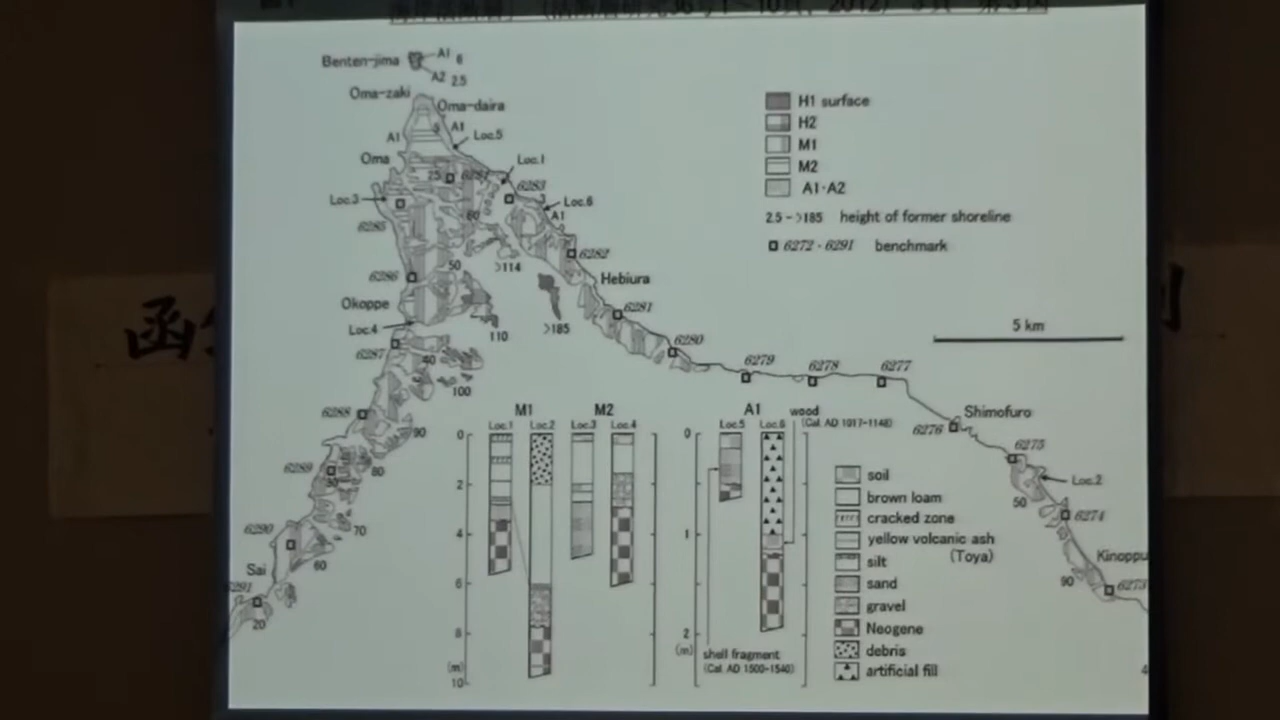 Benten-jima
A1 6
A2 2.5
Oma-zaki
Oma-daira
A1
5 A1
Loc.5
Oma
Loc.1
25
6283
Loc.3
3
Loc.6
60
A1
6285
6282
50
>114
6286
Hebiura
Okoppe
6281
Loc.4
110
>185
6287
40
6280
100
6279
6278
6277
6288
90
Shimofuro
6276
6289
80
6275
50
Loc.2
6274
6290
70
60
Sai
Kinoppu
90
6273
6291
20
H1 surface
H2
M1
M2
A1·A2
2.5 - >185 height of former shoreline
6272 - 6291 benchmark
5 km
M1 M2
Loc.1 Loc.2 Loc.3 Loc.4
0
2
4
6
8
(m)
10
A1
wood
(Cal. AD 1017-1148)
Loc.5 Loc.6
0
1
2
(m)
shell fragment
(Cal. AD 1500-1540)
soil
brown loam
cracked zone
yellow volcanic ash
(Toya)
silt
sand
gravel
Neogene
debris
artificial fill
函